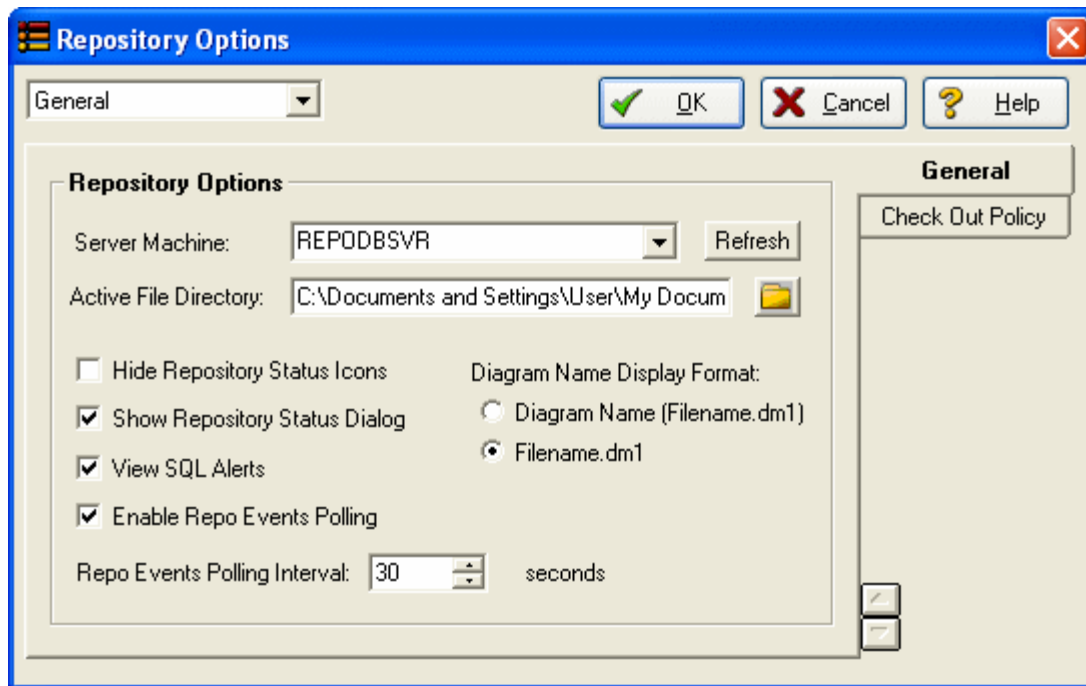 Repository Options
General
OK
Cancel
Help
General
Check Out Policy
Repository Options
Server Machine: REPODBSVR Refresh
Active File Directory: C:\Documents and Settings\User\My Docum
Hide Repository Status Icons
Show Repository Status Dialog
View SQL Alerts
Enable Repo Events Polling
Diagram Name Display Format:
Diagram Name (Filename.dm1)
Filename.dm1
Repo Events Polling Interval: 30 seconds